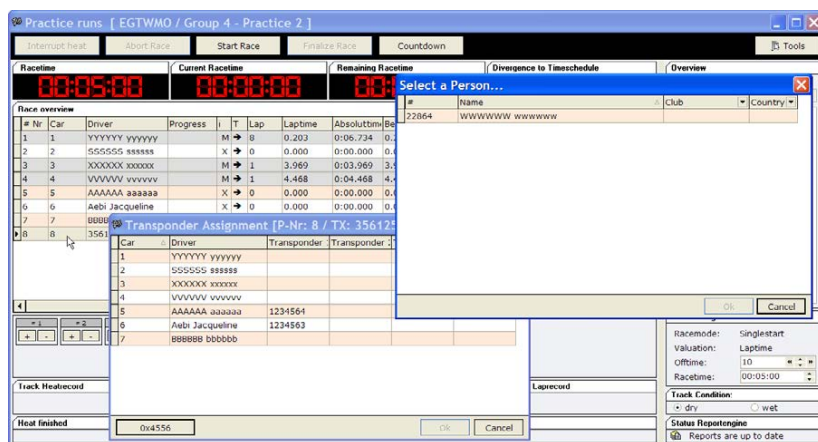 Practice runs [ EGTWMO / Group 4 - Practice 2 ]
Interrupt heat Abort Race Start Race Finalize Race Countdown Tools
Racetime Current Racetime Remaining Racetime Divergence to Timeschedule Overview
00:05:00 00:00:00
Select a Person...
# Name Club Country
22864 WWWWWW wwwwww
Ok Cancel
Race overview
# Nr Car Driver Progress I T Lap Laptime Absoluttim
1 1 YYYYYY yyyyyy M 8 0.203 0:06.734
2 2 SSSSSS ssssss X 0 0.000 0:00.000
3 3 XXXXXX xxxxxx M 1 3.969 0:03.969
4 4 VVVVVV vvvvvv M 1 4.468 0:04.468
5 5 AAAAAA aaaaaa X 0 0.000 0:00.000
6 6 Aebi Jacqueline X 0 0.000 0:00.000
7 7
8 8
Transponder Assignment [P-Nr: 8 / TX:
Car Driver Transponder Transponder
1 YYYYYY yyyyyy
2 SSSSSS ssssss
3 XXXXXX xxxxxx
4 VVVVVV vvvvvv
5 AAAAAA aaaaaa 1234564
6 Aebi Jacqueline 1234563
7 BBBBBB bbbbbb
0x4556 Ok Cancel
+ - + -
Track Heatrecord Laprecord
Heat finished
Racemode: Singlestart
Valuation: Laptime
Offtime: 10
Racetime: 00:05:00
Track Condition:
dry wet
Status Reportengine
Reports are up to date